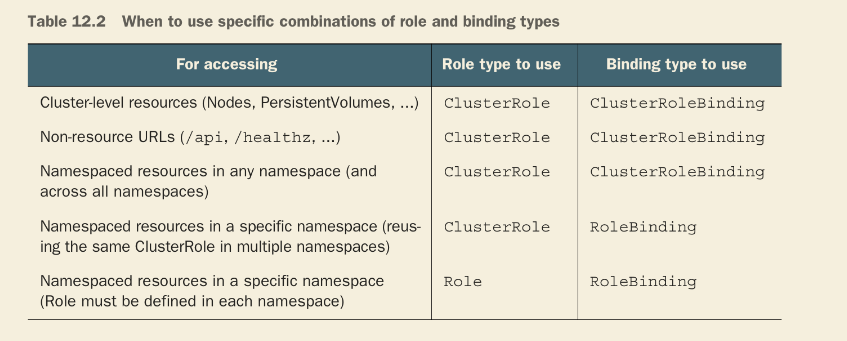 Table 12.2 When to use specific combinations of role and binding types
For accessing Role type to use Binding type to use
Cluster-level resources (Nodes, PersistentVolumes, ...) ClusterRole ClusterRoleBinding
Non-resource URLs (/api, /healthz, ...) ClusterRole ClusterRoleBinding
Namespaced resources in any namespace (and ClusterRole ClusterRoleBinding
across all namespaces)
Namespaced resources in a specific namespace (reus- ClusterRole RoleBinding
ing the same ClusterRole in multiple namespaces)
Namespaced resources in a specific namespace Role RoleBinding
(Role must be defined in each namespace)